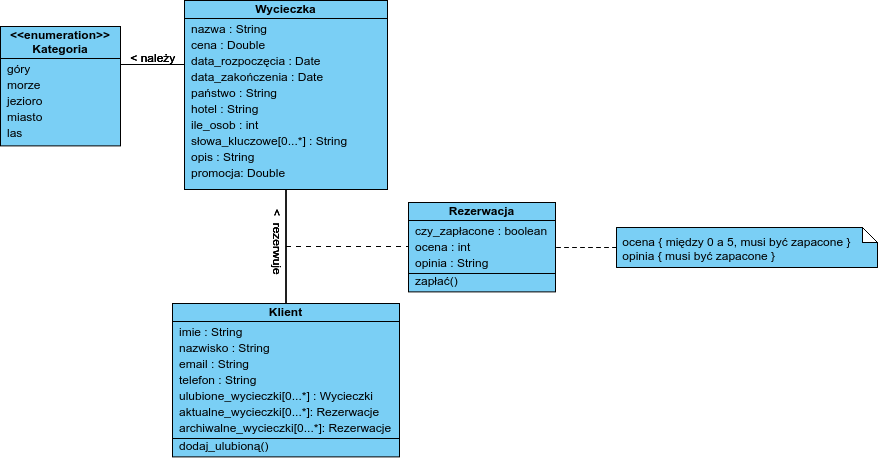 <<enumeration>>
Kategoria
góry
morze
jezioro
miasto
las
< należy
Wycieczka
nazwa : String
cena : Double
data_rozpoczęcia : Date
data_zakończenia : Date
państwo : String
hotel : String
ile_osob : int
słowa_kluczowe[0...*] : String
opis : String
promocja: Double
< rezerwuje
Rezerwacja
czy_zapłacone : boolean
ocena : int
opinia : String
zapłać()
ocena { między 0 a 5, musi być zapacone }
opinia { musi być zapacone }
Klient
imie : String
nazwisko : String
email : String
telefon : String
ulubione_wycieczki[0...*] : Wycieczki
aktualne_wycieczki[0...*]: Rezerwacje
archiwalne_wycieczki[0...*]: Rezerwacje
dodaj_ulubioną()